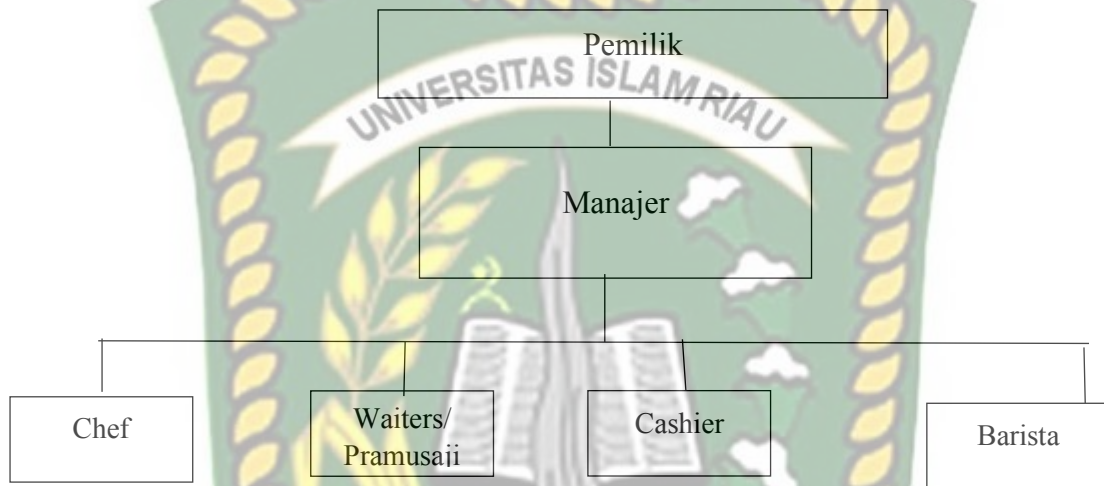 Pemilik
UNIVERSITAS ISLAM RIAU
Manajer
Chef
Waiters/
Pramusaji
Cashier
Barista